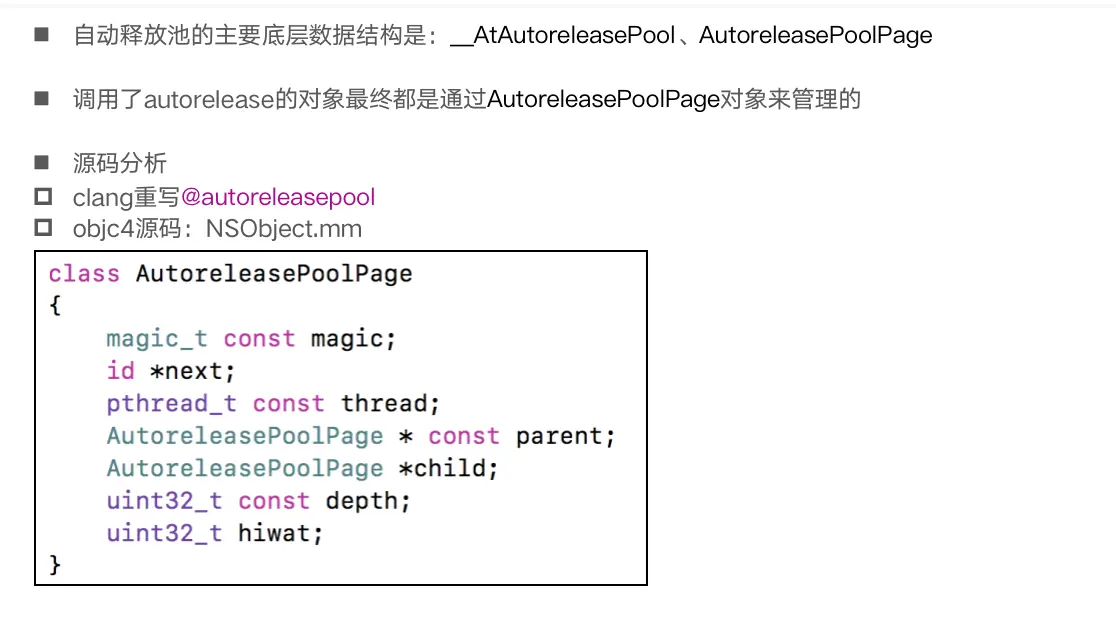 自动释放池的主要底层数据结构是：__AtAutoreleasePool、AutoreleasePoolPage
调用了autorelease的对象最终都是通过AutoreleasePoolPage对象来管理的
源码分析
clang重写@autoreleasepool
objc4源码：NSObject.mm
class AutoreleasePoolPage
{
    magic_t const magic;
    id *next;
    pthread_t const thread;
    AutoreleasePoolPage * const parent;
    AutoreleasePoolPage *child;
    uint32_t const depth;
    uint32_t hiwat;
}